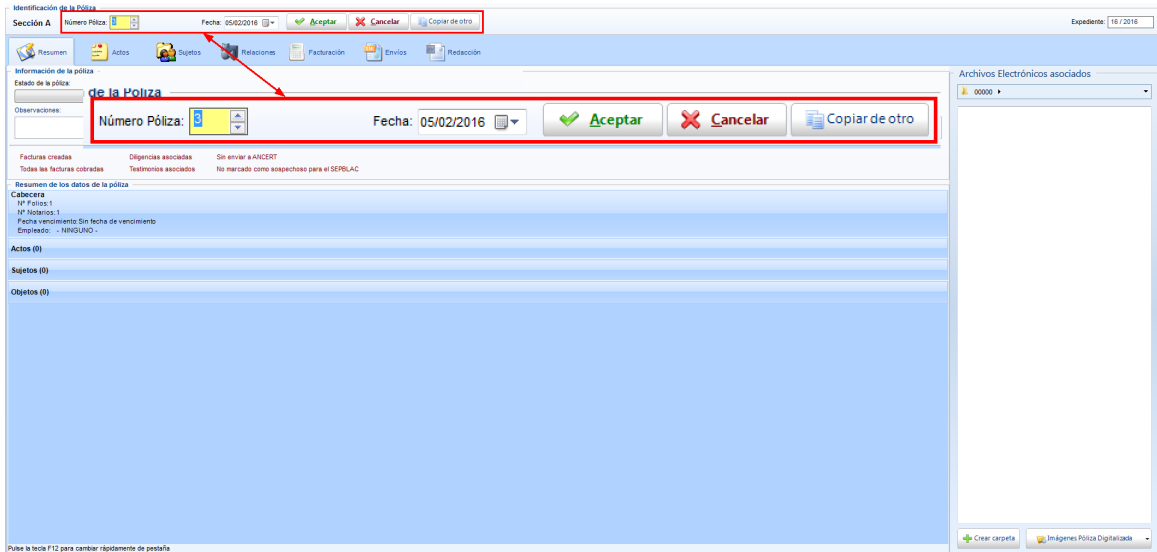 Identificación de la Póliza
Sección A Número Póliza: 3 Fecha: 05/02/2016 Aceptar Cancelar Copiar de otro Expediente: 16 / 2016
Resumen Actos Sujetos Relaciones Facturación Envíos Redacción
Información de la póliza
Archivos Electrónicos asociados
Estado de la póliza:
00000
de la Póliza
Observaciones:
Número Póliza: 3 Fecha: 05/02/2016 Aceptar Cancelar Copiar de otro
Facturas creadas Diligencias asociadas Sin enviar a ANCERT
Todas las facturas cobradas Testimonios asociados No marcado como sospechoso para el SEPBLAC
Resumen de los datos de la póliza
Cabecera
Nº Folios:1
Nº Notarios:1
Fecha vencimiento:Sin fecha de vencimiento
Empleado: - NINGUNO -
Actos (0)
Sujetos (0)
Objetos (0)
Crear carpeta Imágenes Póliza Digitalizada
Pulse la tecla F12 para cambiar rápidamente de pestaña